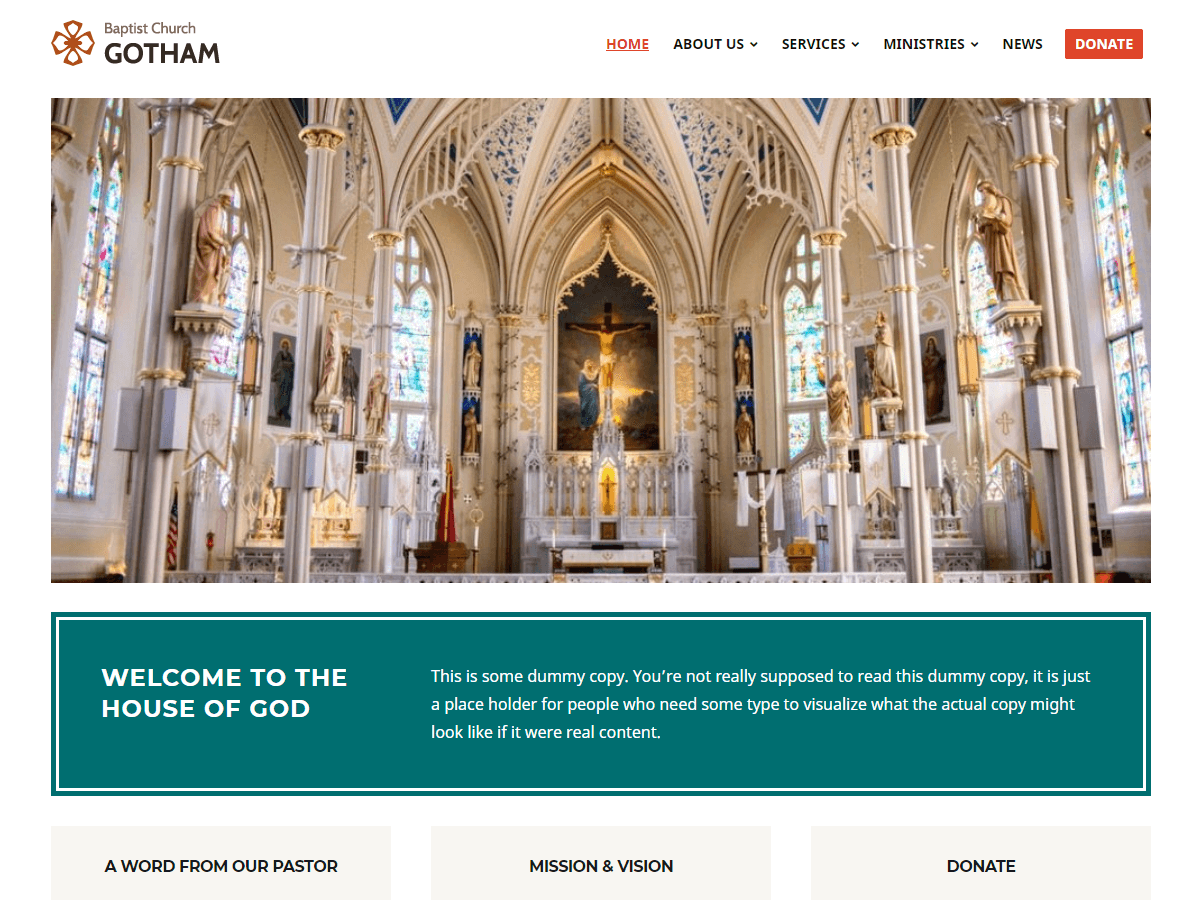 Baptist Church
GOTHAM
HOME ABOUT US SERVICES MINISTRIES NEWS DONATE
WELCOME TO THE
HOUSE OF GOD
This is some dummy copy. You’re not really supposed to read this dummy copy, it is just
a place holder for people who need some type to visualize what the actual copy might
look like if it were real content.
A WORD FROM OUR PASTOR
MISSION & VISION
DONATE